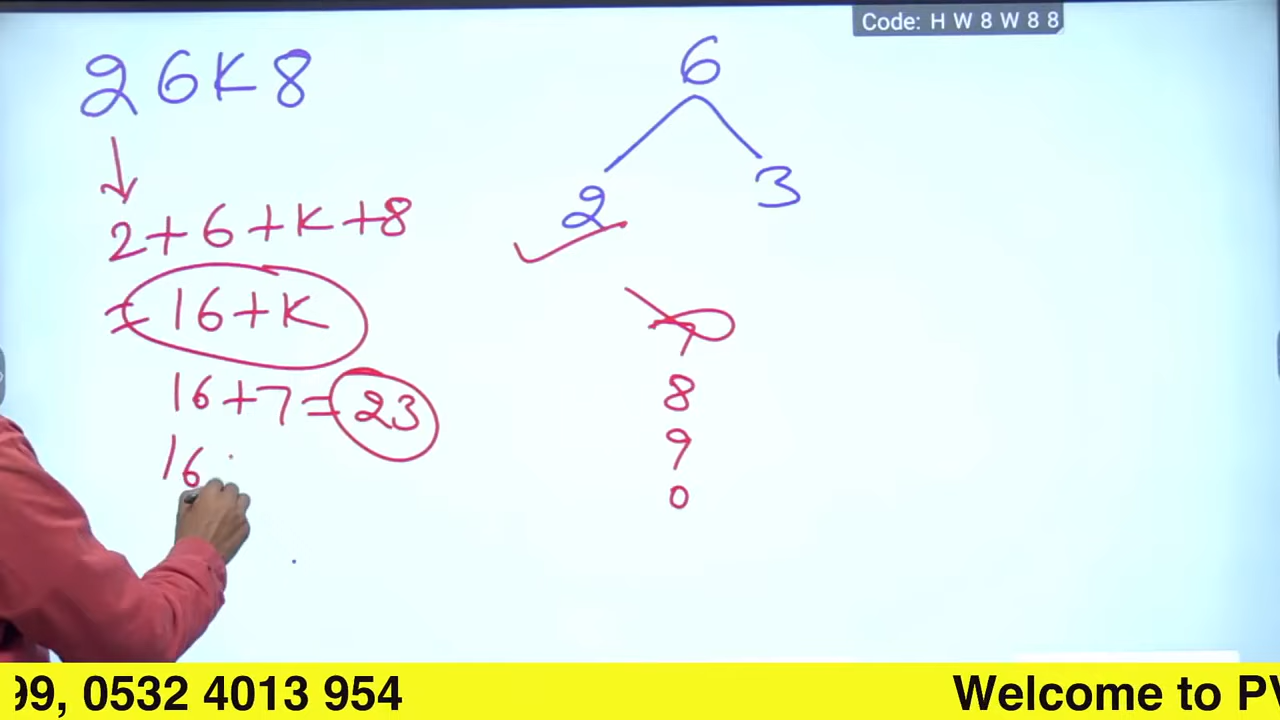 Code: H W 8 W 8 8
26K8
2+6+K+8
= 16+K
16+7=23
16
6
2 3
7
8
9
0
99, 0532 4013 954
Welcome to PV